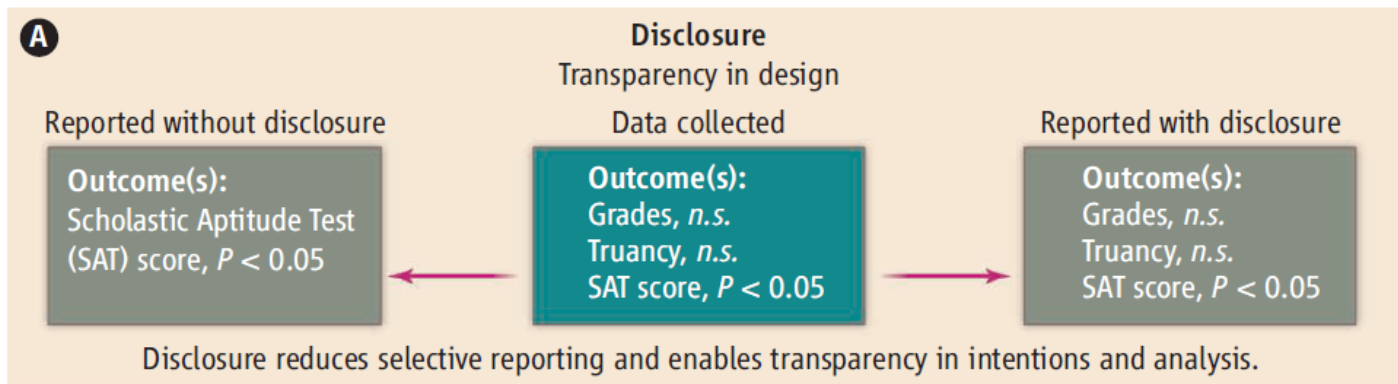 A
Disclosure
Transparency in design
Reported without disclosure
Outcome(s):
Scholastic Aptitude Test
(SAT) score, P < 0.05
Data collected
Outcome(s):
Grades, n.s.
Truancy, n.s.
SAT score, P < 0.05
Reported with disclosure
Outcome(s):
Grades, n.s.
Truancy, n.s.
SAT score, P < 0.05
Disclosure reduces selective reporting and enables transparency in intentions and analysis.